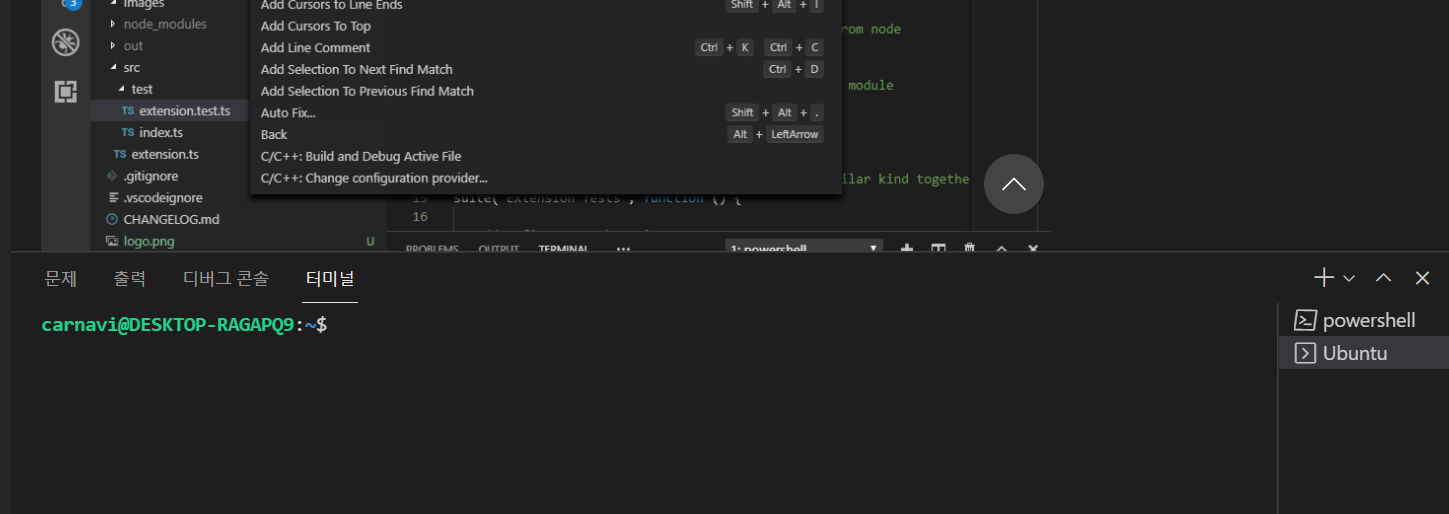 3
images
node_modules
out
src
test
TS extension.test.ts
TS index.ts
TS extension.ts
.gitignore
.vscodeignore
CHANGELOG.md
logo.png U
Add Cursors to Line Ends Shift + Alt + I
Add Cursors To Top
Add Line Comment Ctrl + K Ctrl + C
Add Selection To Next Find Match Ctrl + D
Add Selection To Previous Find Match
Auto Fix... Shift + Alt + .
Back Alt + LeftArrow
C/C++: Build and Debug Active File
C/C++: Change configuration provider...
from node
module
ilar kind togethe
15 suite("Extension Tests", function () {
16
PROBLEMS OUTPUT TERMINAL ... 1: powershell
문제 출력 디버그 콘솔 터미널
carnavi@DESKTOP-RAGAPQ9:~$
powershell
Ubuntu